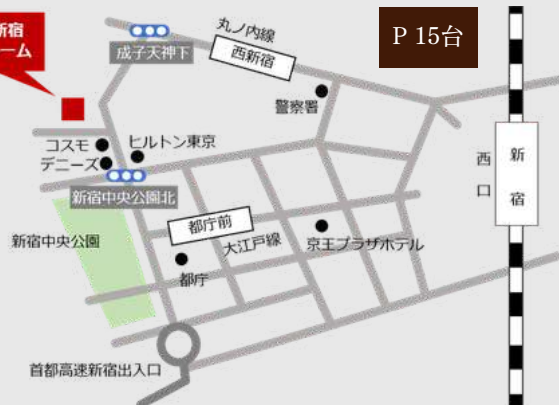 新宿
ーム
成子天神下
丸ノ内線
西新宿
P 15台
警察署
コスモ
デニーズ
ヒルトン東京
新宿中央公園北
西口
新宿
新宿中央公園
都庁前
大江戸線
京王プラザホテル
都庁
首都高速新宿出入口